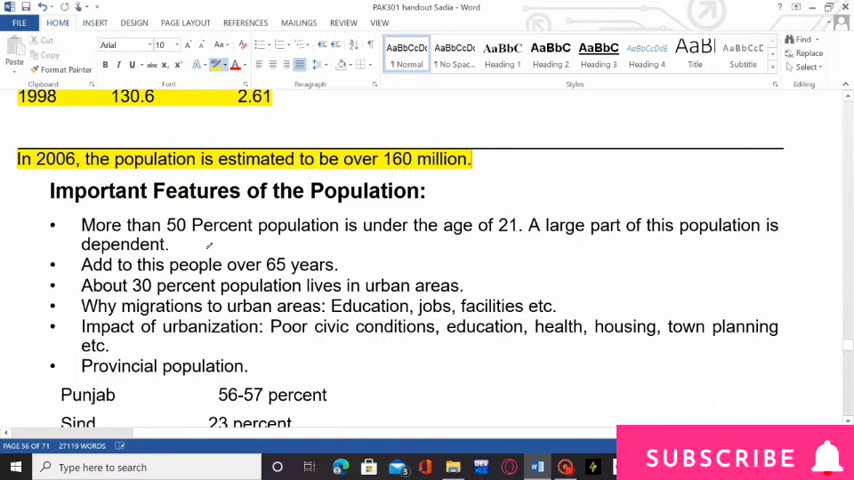 PAK301 handout Sadia - Word
FILE HOME INSERT DESIGN PAGE LAYOUT REFERENCES MAILINGS REVIEW VIEW
Cut
Copy
Format Painter
Paste
Clipboard
Arial 10
Font
Paragraph
AaBbCcDc AaBbCcDc AaBbC AaBbCc AaBbCc AaBbCcDc AaBl AaBbCcD
¶ Normal ¶ No Spac... Heading 1 Heading 2 Heading 3 Heading 4 Title Subtitle
Styles
Find
Replace
Select
Editing
1998 130.6 2.61
In 2006, the population is estimated to be over 160 million.
Important Features of the Population:
• More than 50 Percent population is under the age of 21. A large part of this population is
dependent.
• Add to this people over 65 years.
• About 30 percent population lives in urban areas.
• Why migrations to urban areas: Education, jobs, facilities etc.
• Impact of urbanization: Poor civic conditions, education, health, housing, town planning
etc.
• Provincial population.
Punjab 56-57 percent
Sind 23 percent
PAGE 56 OF 71 27119 WORDS
Type here to search
SUBSCRIBE